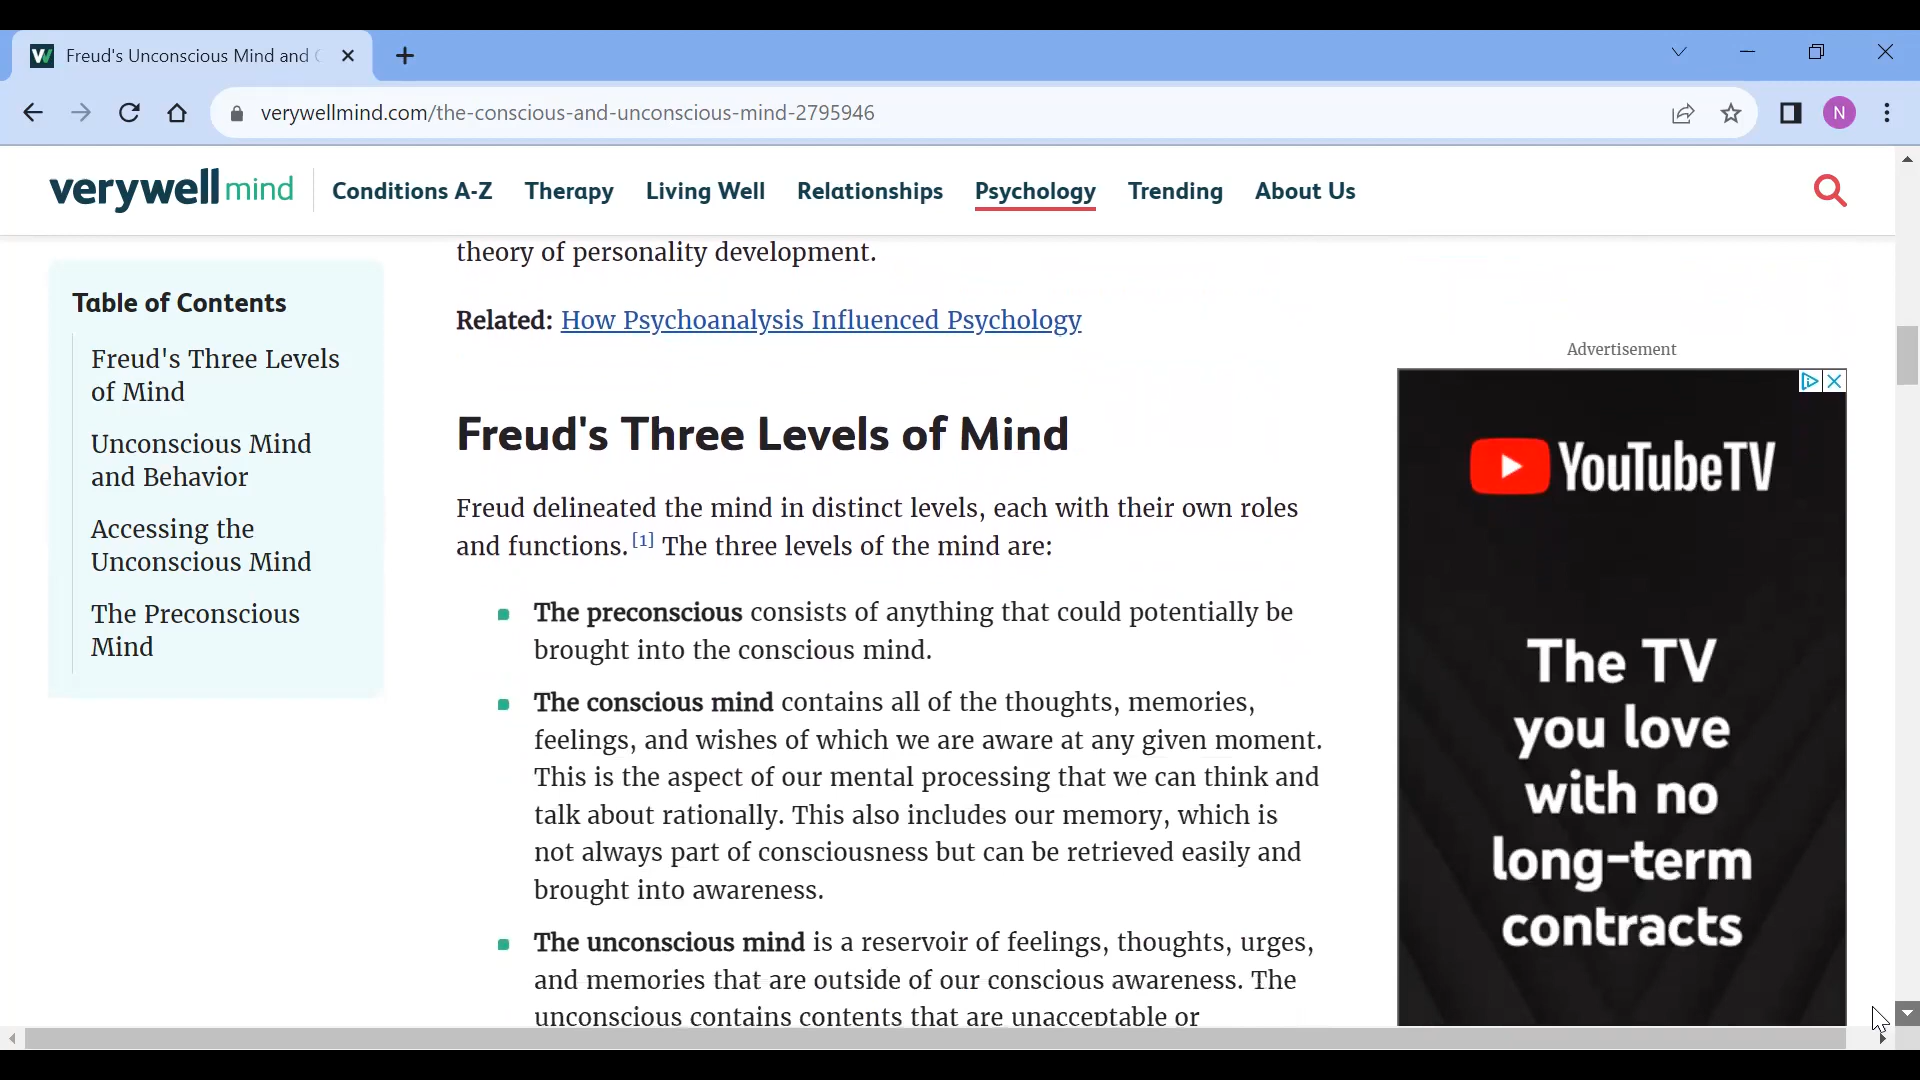 Freud's Unconscious Mind and
verywellmind.com/the-conscious-and-unconscious-mind-2795946
N
verywell mind
Conditions A-Z Therapy Living Well Relationships Psychology Trending About Us
Table of Contents
Freud's Three Levels
of Mind
Unconscious Mind
and Behavior
Accessing the
Unconscious Mind
The Preconscious
Mind
theory of personality development.
Related: How Psychoanalysis Influenced Psychology
Freud's Three Levels of Mind
Freud delineated the mind in distinct levels, each with their own roles
and functions.[1] The three levels of the mind are:
The preconscious consists of anything that could potentially be
brought into the conscious mind.
The conscious mind contains all of the thoughts, memories,
feelings, and wishes of which we are aware at any given moment.
This is the aspect of our mental processing that we can think and
talk about rationally. This also includes our memory, which is
not always part of consciousness but can be retrieved easily and
brought into awareness.
The unconscious mind is a reservoir of feelings, thoughts, urges,
and memories that are outside of our conscious awareness. The
unconscious contains contents that are unacceptable or
Advertisement
YouTubeTV
The TV
you love
with no
long-term
contracts